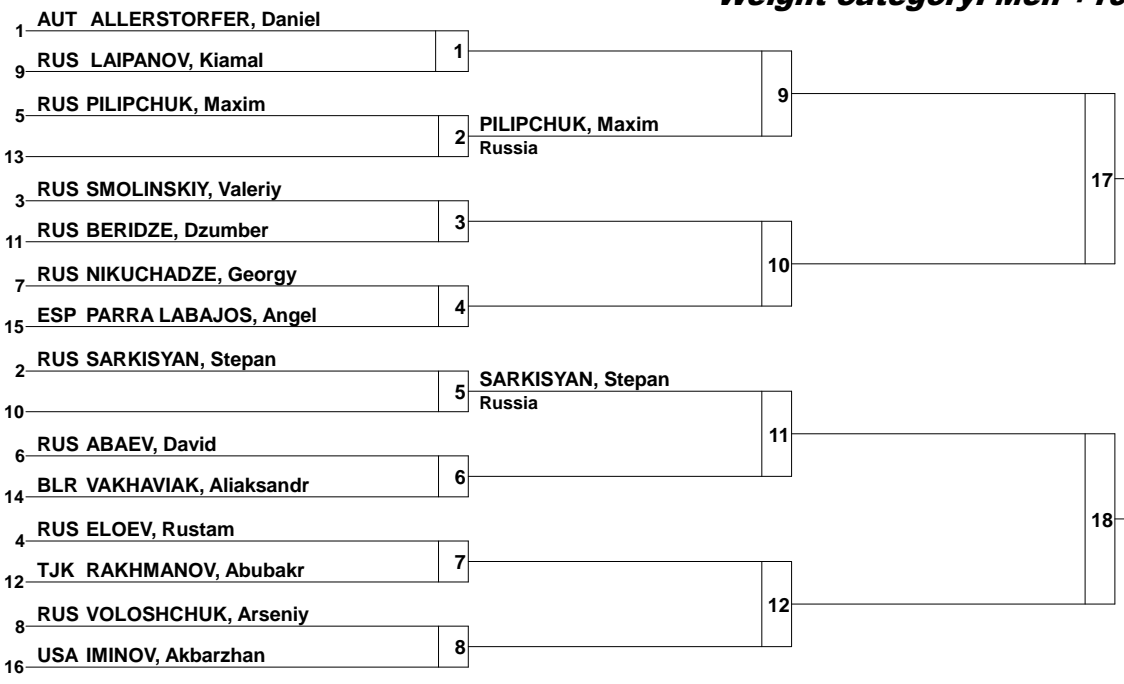 Weight category: Men +10
1 AUT ALLERSTORFER, Daniel
9 RUS LAIPANOV, Kiamal
1
5 RUS PILIPCHUK, Maxim
13
2
PILIPCHUK, Maxim
Russia
9
3 RUS SMOLINSKIY, Valeriy
11 RUS BERIDZE, Dzumber
3
7 RUS NIKUCHADZE, Georgy
15 ESP PARRA LABAJOS, Angel
4
10
17
2 RUS SARKISYAN, Stepan
10
5
SARKISYAN, Stepan
Russia
6 RUS ABAEV, David
14 BLR VAKHAVIAK, Aliaksandr
6
11
4 RUS ELOEV, Rustam
12 TJK RAKHMANOV, Abubakr
7
8 RUS VOLOSHCHUK, Arseniy
16 USA IMINOV, Akbarzhan
8
12
18